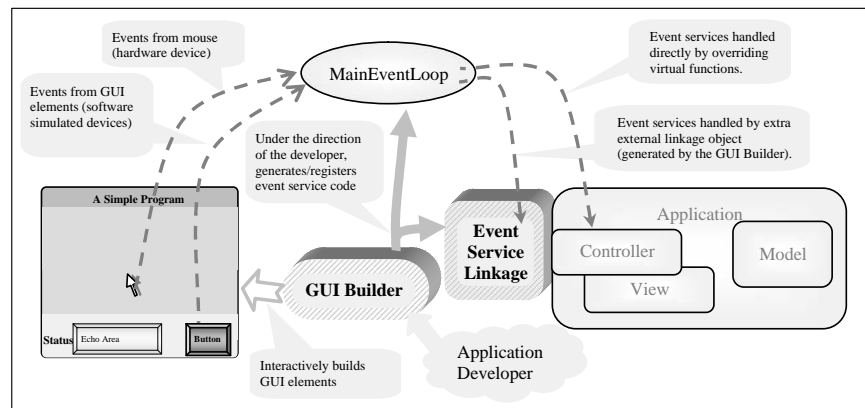 Events from mouse
(hardware device)
Events from GUI
elements (software
simulated devices)
MainEventLoop
Event services handled
directly by overriding
virtual functions.
Event services handled by extra
external linkage object
(generated by the GUI Builder).
Under the direction
of the developer,
generates/registers
event service code
A Simple Program
Status
Echo Area
Button
GUI Builder
Event
Service
Linkage
Application
Controller
View
Model
Interactively builds
GUI elements
Application
Developer